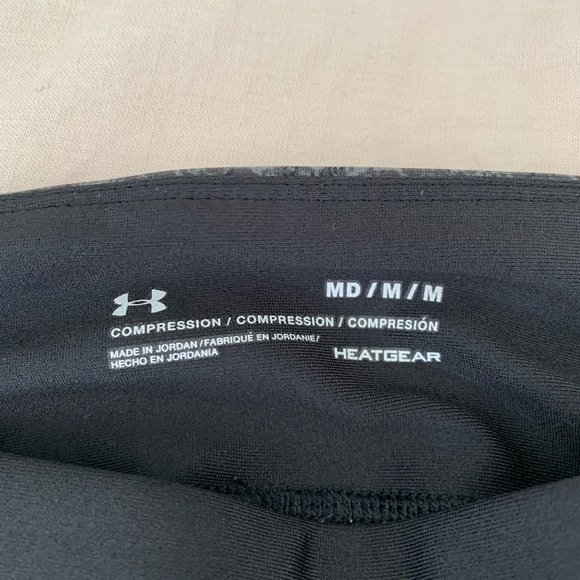 MD / M / M
COMPRESSION / COMPRESSION / COMPRESIÓN
MADE IN JORDAN / FABRIQUÉ EN JORDANIE /
HECHO EN JORDANIA
HEATGEAR